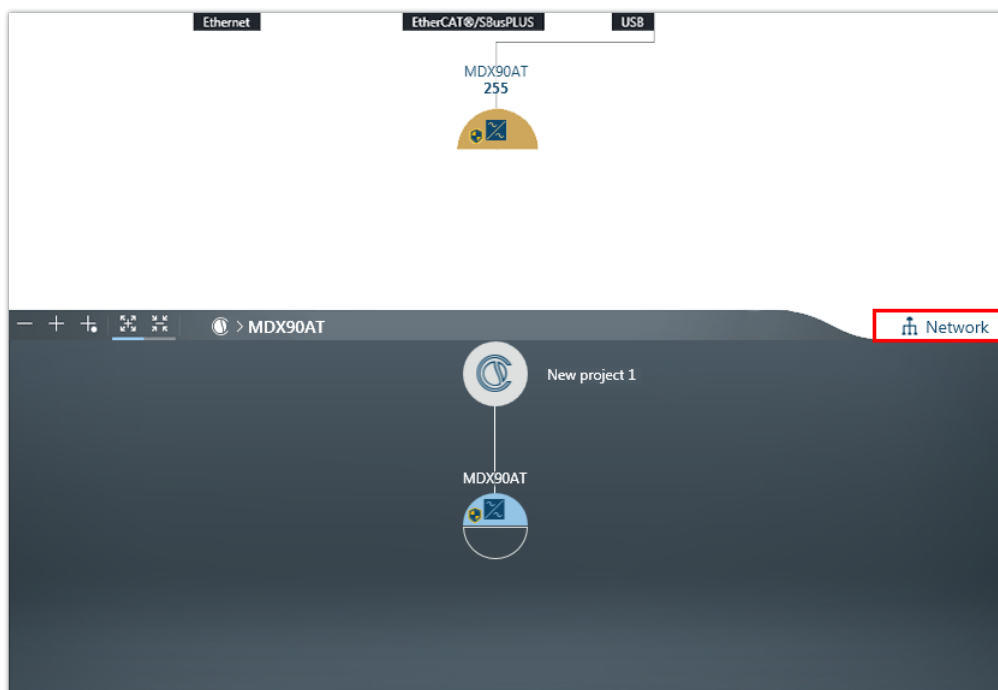 Ethernet
EtherCAT®/SBusPLUS
USB
MDX90AT
255
> MDX90AT
Network
New project 1
MDX90AT